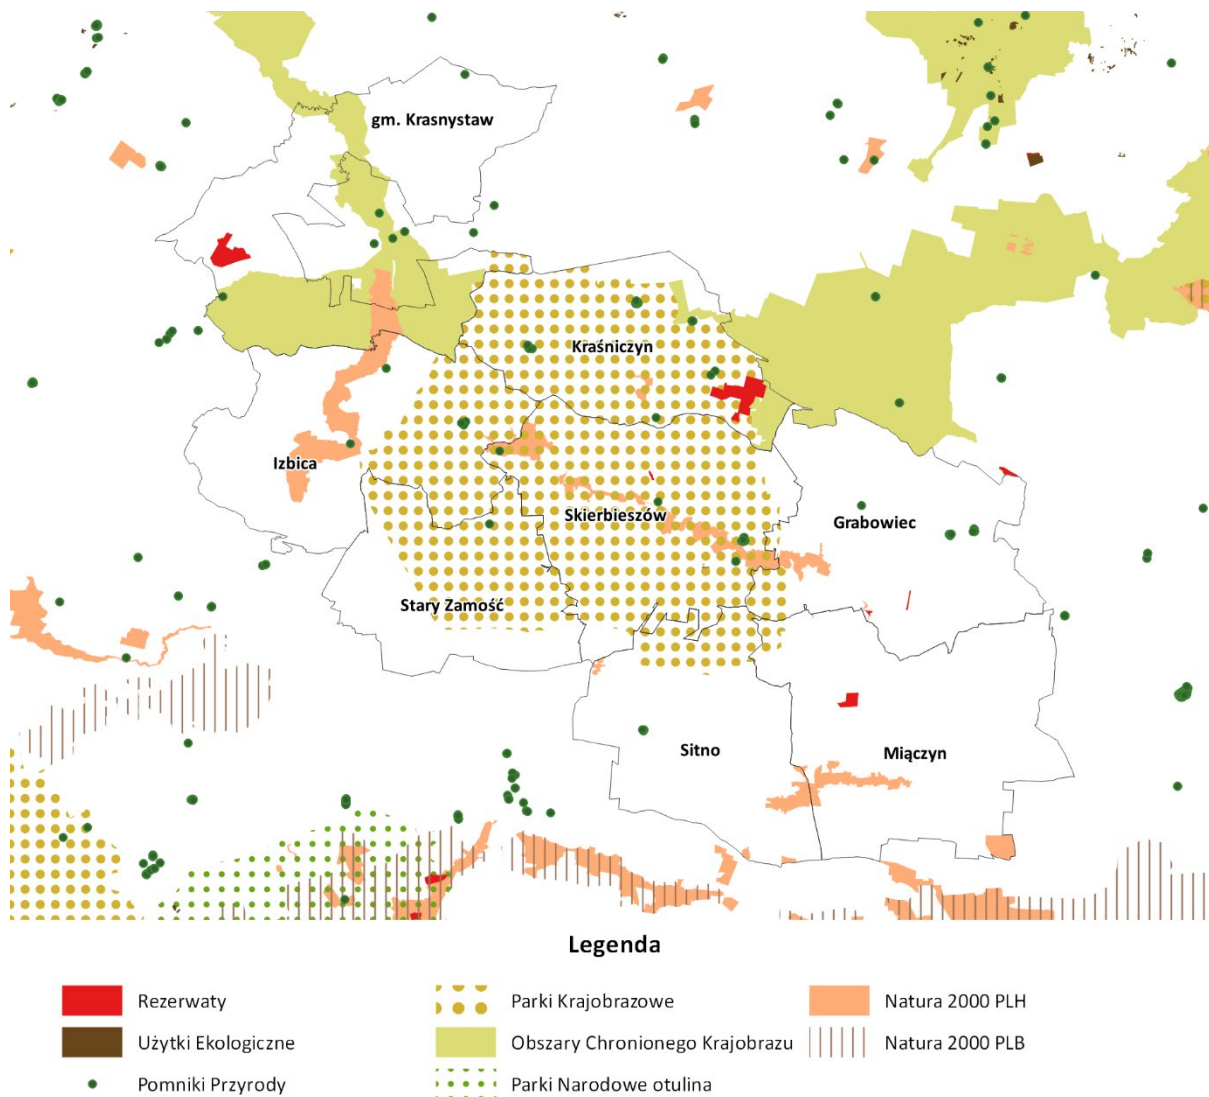 gm. Krasnystaw
Kraśniczyn
Izbica
Skierbieszów
Grabowiec
Stary Zamość
Sitno
Miączyn
Legenda
Rezerwaty
Parki Krajobrazowe
Natura 2000 PLH
Użytki Ekologiczne
Obszary Chronionego Krajobrazu
Natura 2000 PLB
Pomniki Przyrody
Parki Narodowe otulina